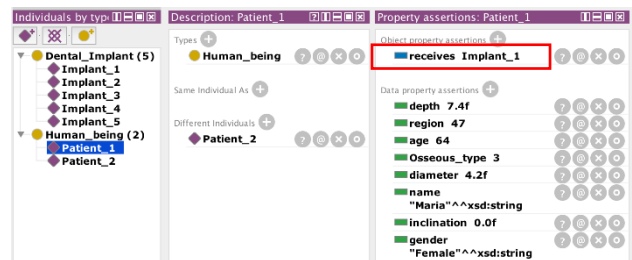 Individuals by typ
Dental_Implant (5)
Implant_1
Implant_2
Implant_3
Implant_4
Implant_5
Human_being (2)
Patient_1
Patient_2
Description: Patient_1
Types
Human_being
Same Individual As
Different Individuals
Patient_2
Property assertions: Patient_1
Object property assertions
receives Implant_1
Data property assertions
depth 7.4f
region 47
age 64
Osseous_type 3
diameter 4.2f
name
"Maria"^^xsd:string
inclination 0.0f
gender
"Female"^^xsd:string